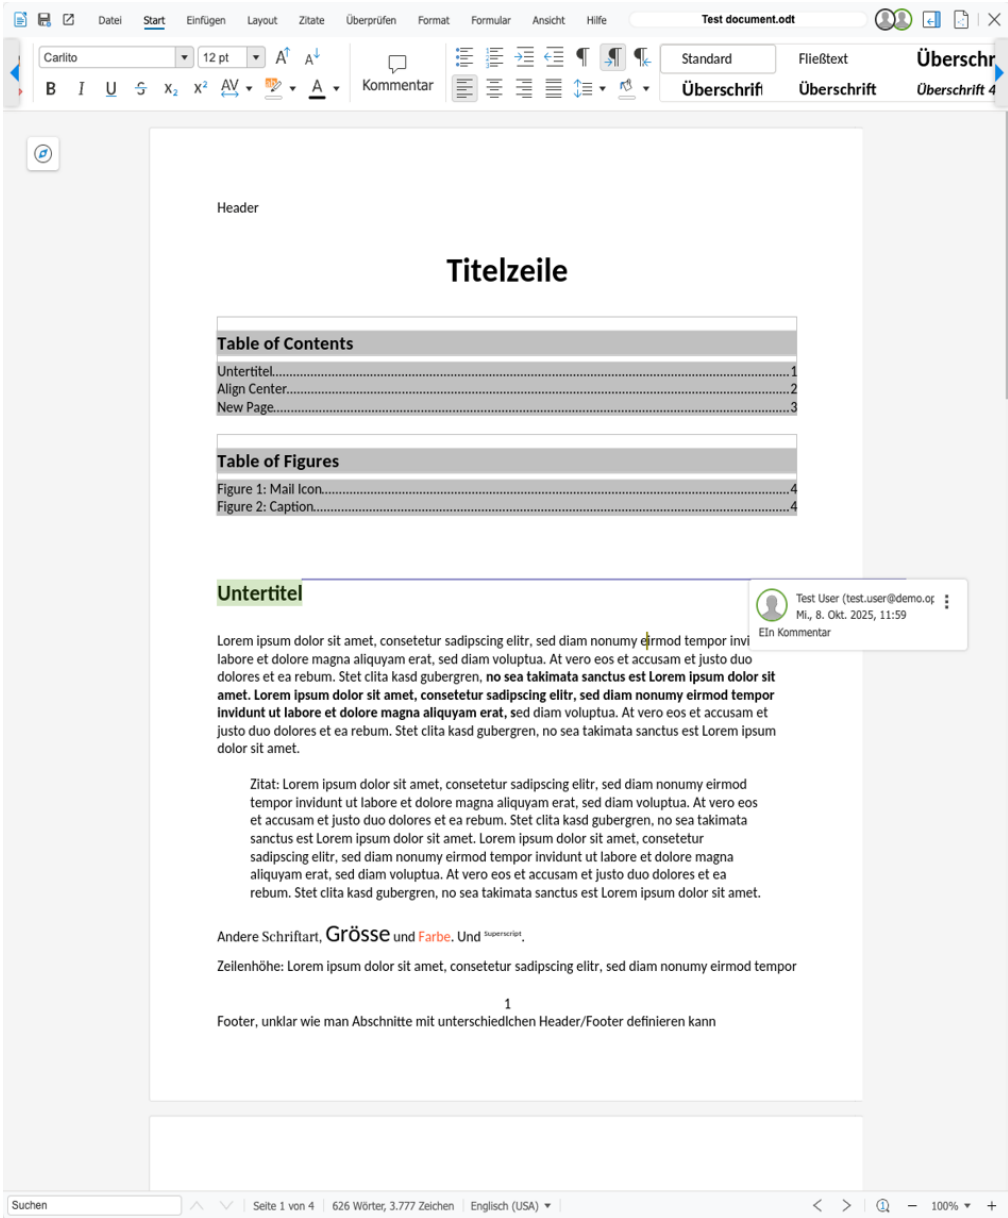 Datei Start Einfügen Layout Zitate Überprüfen Format Formular Ansicht Hilfe Test document.odt
Carlito 12 pt Kommentar Standard Fließtext Überschr
Überschrif Überschrift Überschrift 4
Header
Titelzeile
Table of Contents
Untertitel 1
Align Center 2
New Page 3
Table of Figures
Figure 1: Mail Icon 4
Figure 2: Caption 4
Untertitel
Test User (test.user@demo.op
Mi., 8. Okt. 2025, 11:59
EIn Kommentar
Lorem ipsum dolor sit amet, consetetur sadipscing elitr, sed diam nonumy eirmod tempor invi
labore et dolore magna aliquyam erat, sed diam voluptua. At vero eos et accusam et justo duo
dolores et ea rebum. Stet clita kasd gubergren, no sea takimata sanctus est Lorem ipsum dolor sit
amet. Lorem ipsum dolor sit amet, consetetur sadipscing elitr, sed diam nonumy eirmod tempor
invidunt ut labore et dolore magna aliquyam erat, sed diam voluptua. At vero eos et accusam et
justo duo dolores et ea rebum. Stet clita kasd gubergren, no sea takimata sanctus est Lorem ipsum
dolor sit amet.
Zitat: Lorem ipsum dolor sit amet, consetetur sadipscing elitr, sed diam nonumy eirmod
tempor invidunt ut labore et dolore magna aliquyam erat, sed diam voluptua. At vero eos
et accusam et justo duo dolores et ea rebum. Stet clita kasd gubergren, no sea takimata
sanctus est Lorem ipsum dolor sit amet. Lorem ipsum dolor sit amet, consetetur
sadipscing elitr, sed diam nonumy eirmod tempor invidunt ut labore et dolore magna
aliquyam erat, sed diam voluptua. At vero eos et accusam et justo duo dolores et ea
rebum. Stet clita kasd gubergren, no sea takimata sanctus est Lorem ipsum dolor sit amet.
Andere Schriftart, Grösse und Farbe. Und Superscript.
Zeilenhöhe: Lorem ipsum dolor sit amet, consetetur sadipscing elitr, sed diam nonumy eirmod tempor
1
Footer, unklar wie man Abschnitte mit unterschiedlchen Header/Footer definieren kann
Suchen Seite 1 von 4 626 Wörter, 3.777 Zeichen Englisch (USA) 100%